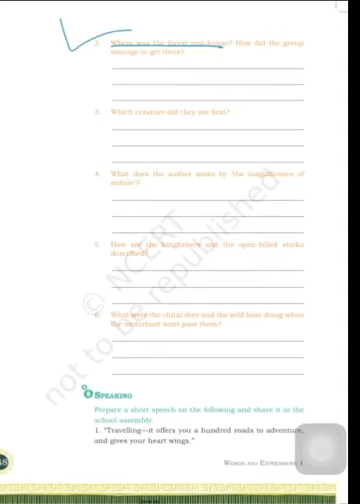 2. Where was the forest rest-house? How did the group
manage to get there?
3. Which creature did they see first?
4. What does the author mean by 'the magnificence of
nature'?
5. How are the kingfishers and the open-billed storks
described?
6. What were the chital deer and the wild boar doing when
the motorboat went past them?
© NCERT
not to be republished
SPEAKING
Prepare a short speech on the following and share it in the
school assembly
1. "Travelling—it offers you a hundred roads to adventure,
and gives your heart wings."
WORDS AND EXPRESSIONS 1